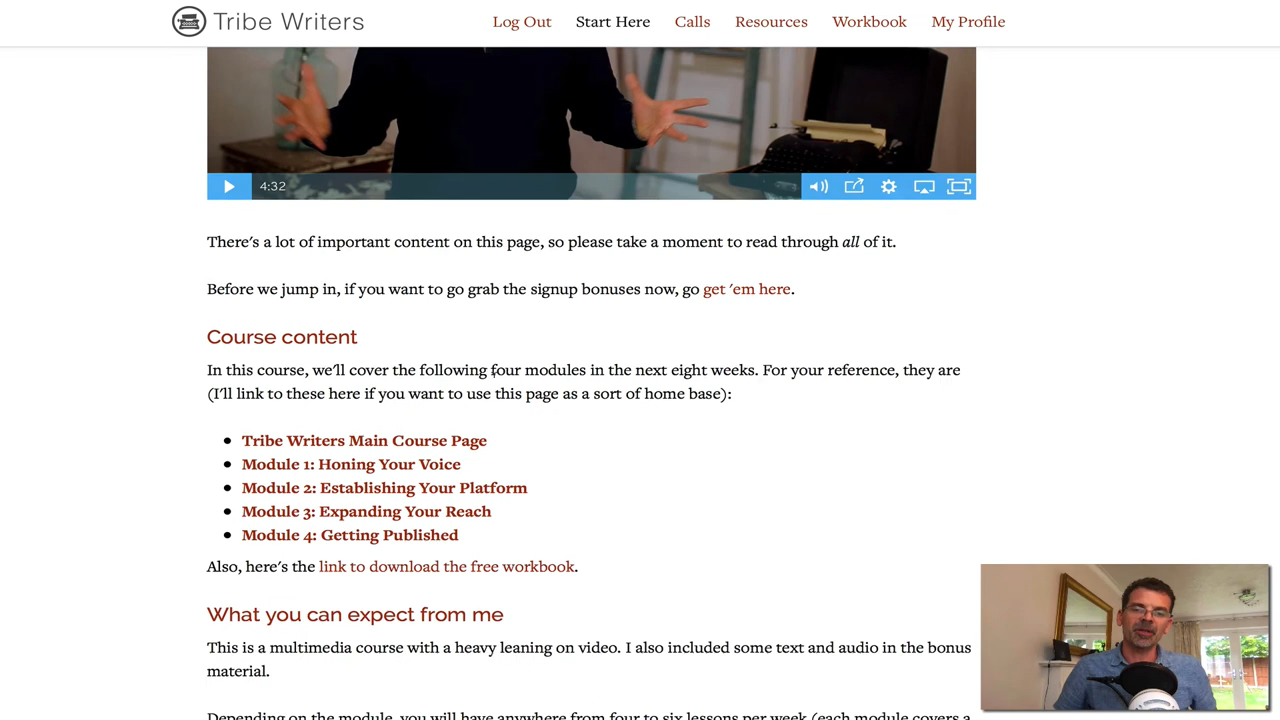 Tribe Writers
Log Out Start Here Calls Resources Workbook My Profile
4:32
There's a lot of important content on this page, so please take a moment to read through all of it.
Before we jump in, if you want to go grab the signup bonuses now, go get 'em here.
Course content
In this course, we'll cover the following four modules in the next eight weeks. For your reference, they are
(I'll link to these here if you want to use this page as a sort of home base):
• Tribe Writers Main Course Page
• Module 1: Honing Your Voice
• Module 2: Establishing Your Platform
• Module 3: Expanding Your Reach
• Module 4: Getting Published
Also, here's the link to download the free workbook.
What you can expect from me
This is a multimedia course with a heavy leaning on video. I also included some text and audio in the bonus
material.
Depending on the module, you will have anywhere from four to six lessons per week (each module covers a